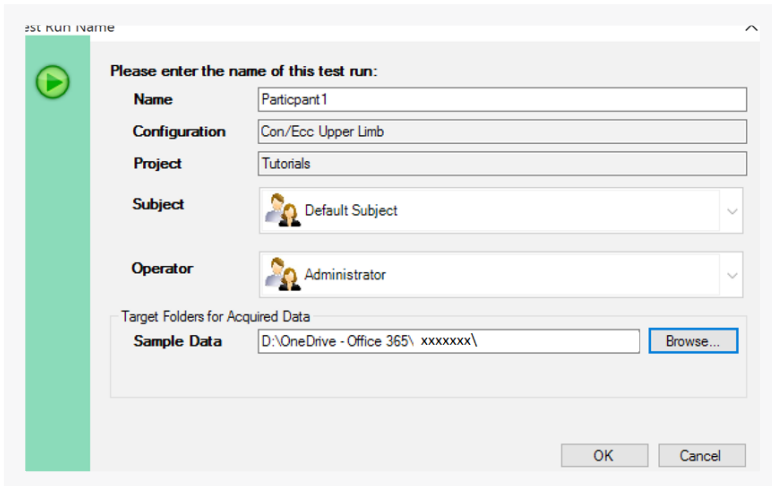 est Run Name
Please enter the name of this test run:
Name Particpant1
Configuration Con/Ecc Upper Limb
Project Tutorials
Subject Default Subject
Operator Administrator
Target Folders for Acquired Data
Sample Data D:\OneDrive - Office 365\ xxxxxxx\ Browse...
OK Cancel